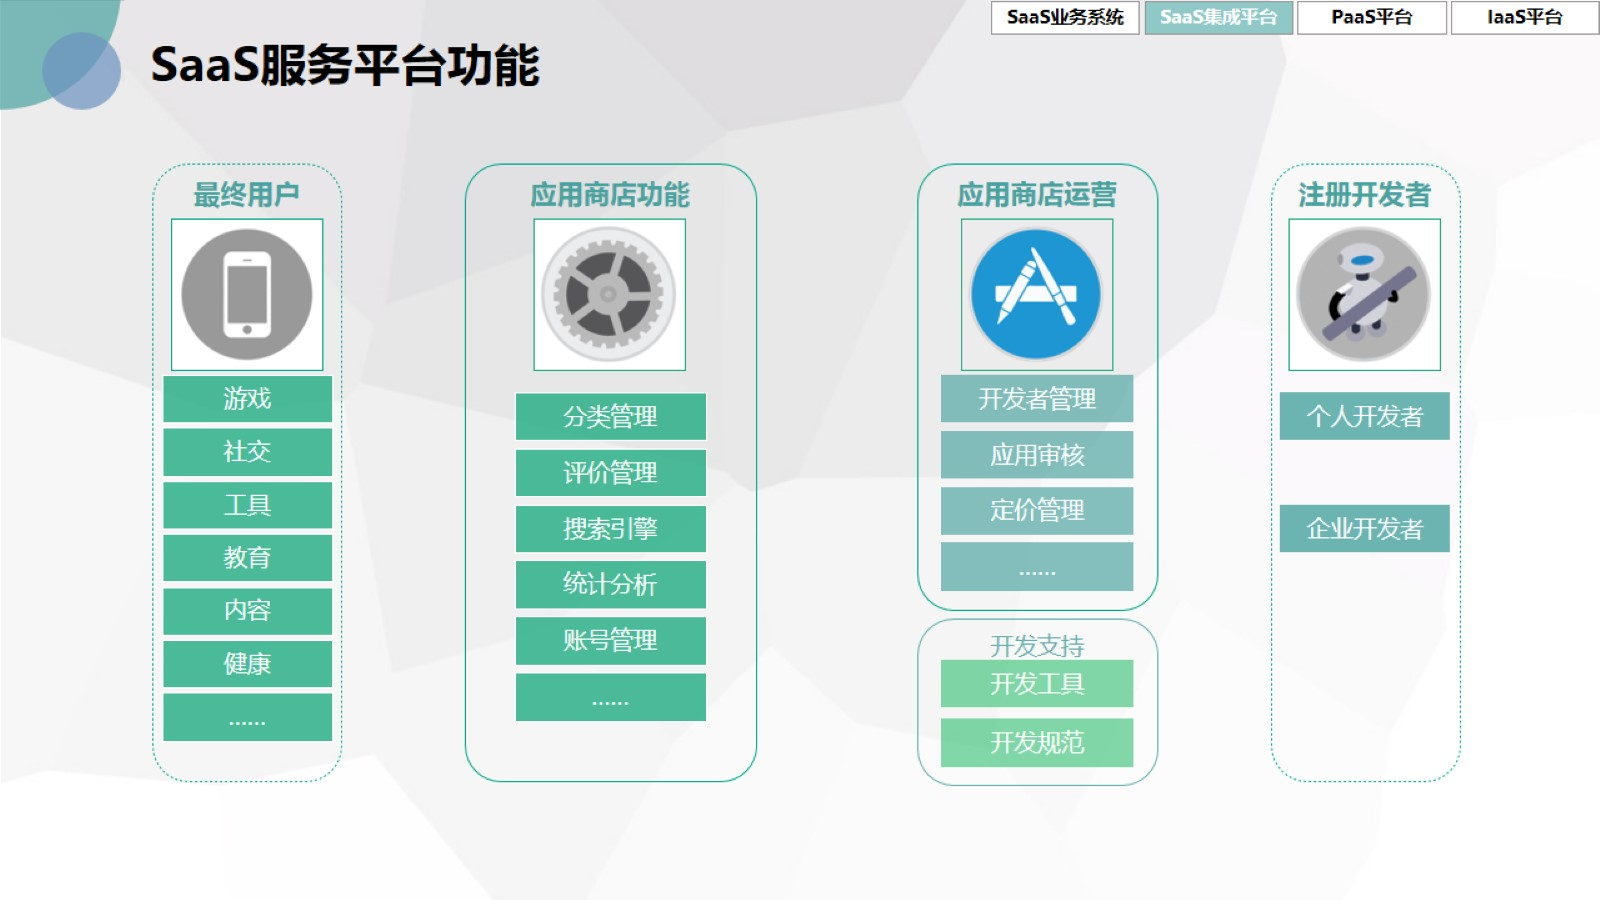 SaaS业务系统
SaaS集成平台
PaaS平台
IaaS平台
SaaS服务平台功能
最终用户
游戏
社交
工具
教育
内容
健康
......
应用商店功能
分类管理
评价管理
搜索引擎
统计分析
账号管理
......
应用商店运营
开发者管理
应用审核
定价管理
......
开发支持
开发工具
开发规范
注册开发者
个人开发者
企业开发者